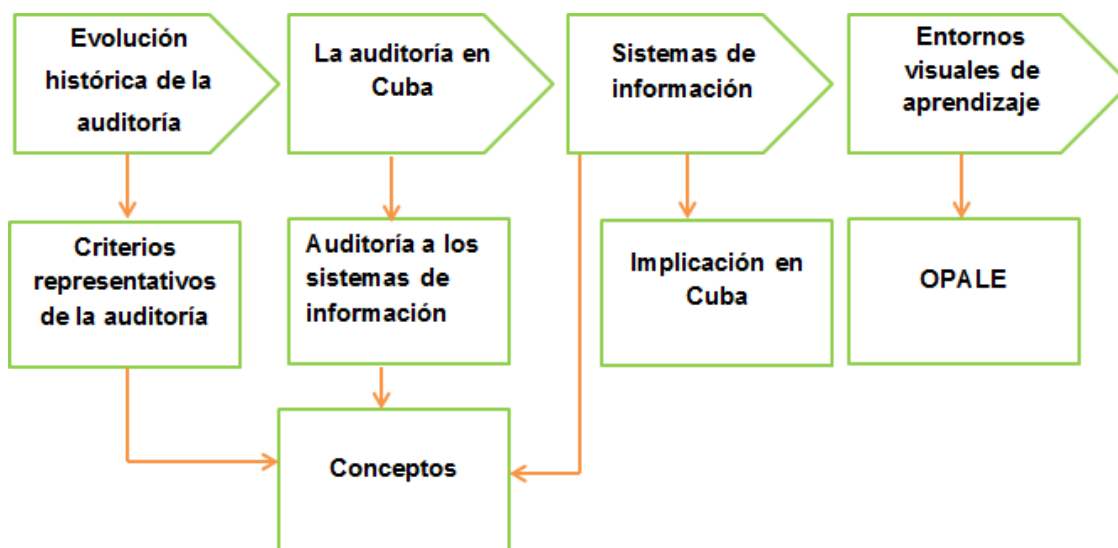 Evolución
histórica de la
auditoría
La auditoría en
Cuba
Sistemas de
información
Entornos
visuales de
aprendizaje
Criterios
representativos
de la auditoría
Auditoría a los
sistemas de
información
Implicación en
Cuba
OPALE
Conceptos